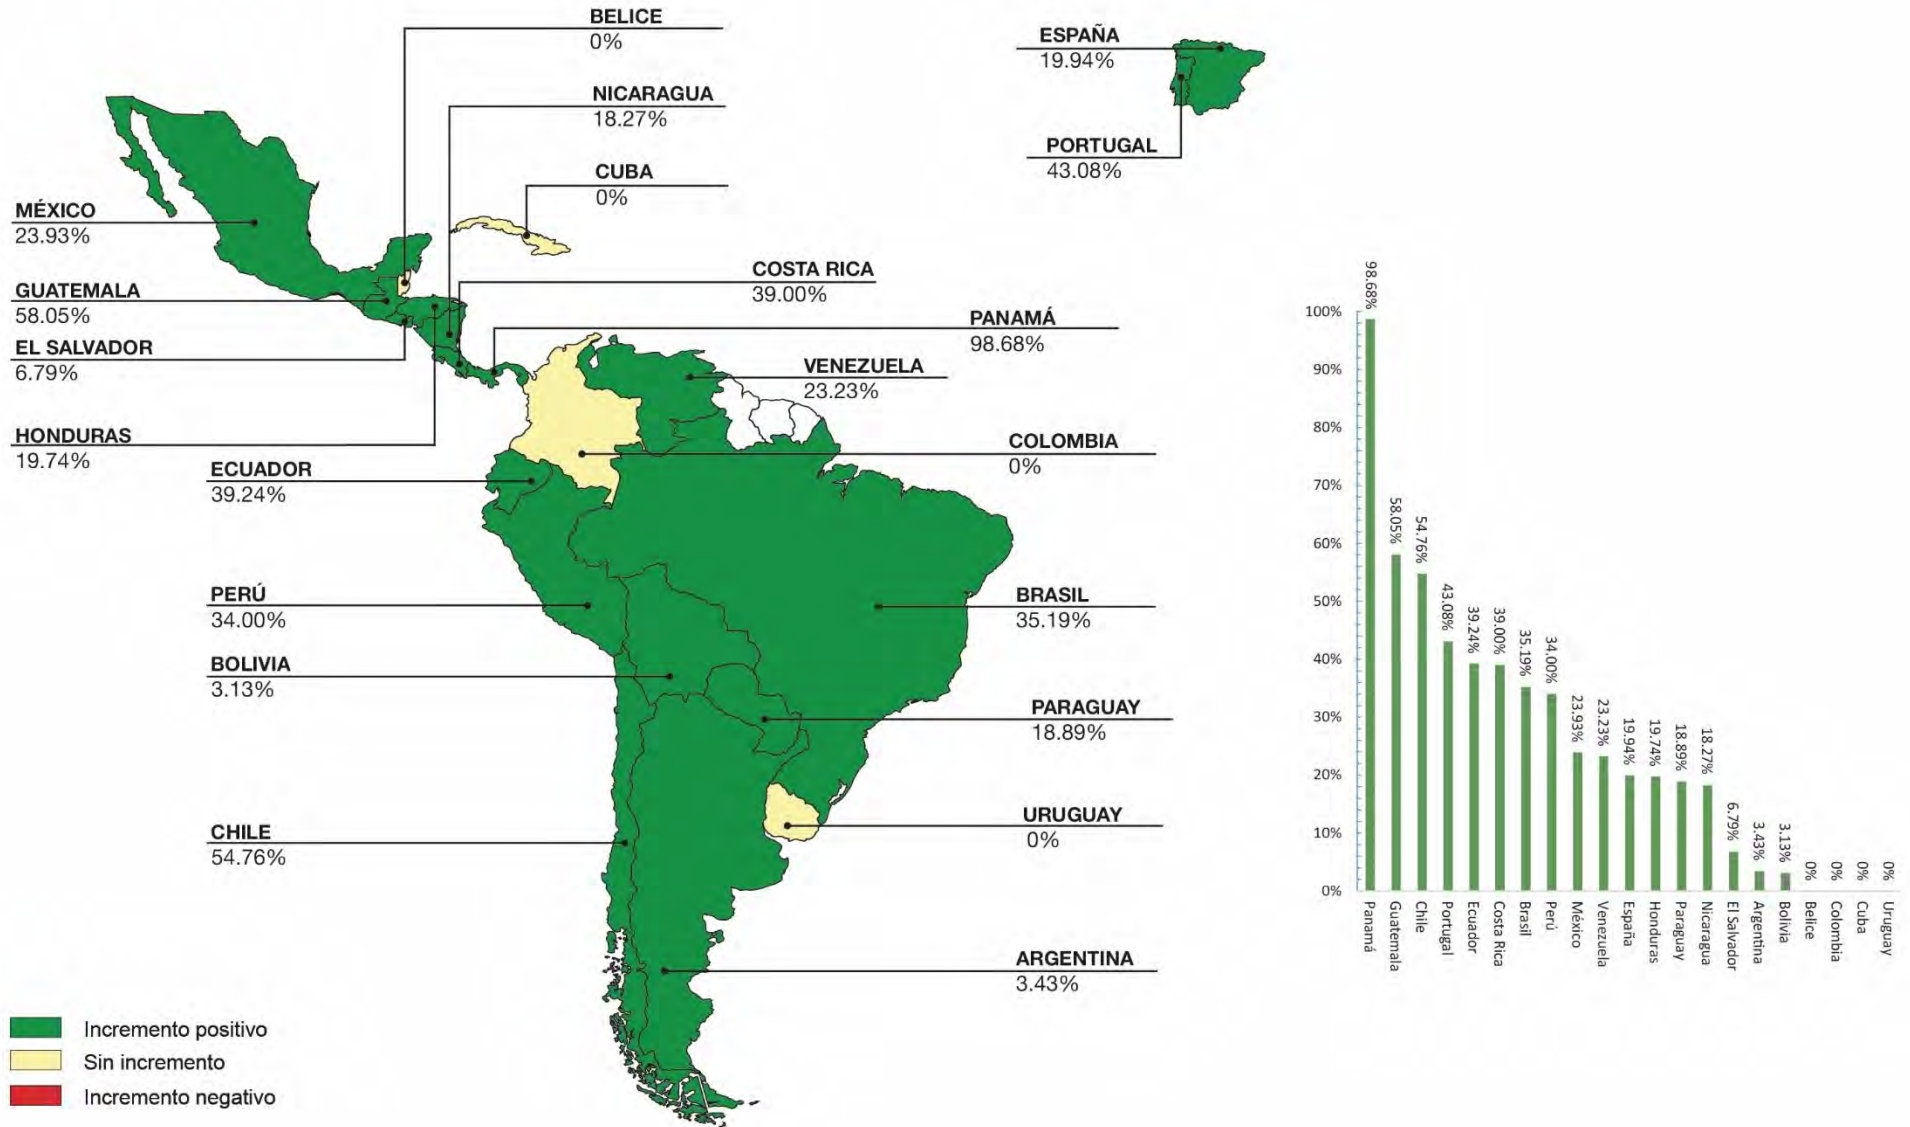 BELICE
0%
NICARAGUA
18.27%
CUBA
0%
ESPAÑA
19.94%
PORTUGAL
43.08%
MÉXICO
23.93%
GUATEMALA
58.05%
EL SALVADOR
6.79%
HONDURAS
19.74%
COSTA RICA
39.00%
PANAMÁ
98.68%
VENEZUELA
23.23%
COLOMBIA
0%
ECUADOR
39.24%
PERÚ
34.00%
BRASIL
35.19%
BOLIVIA
3.13%
PARAGUAY
18.89%
URUGUAY
0%
CHILE
54.76%
ARGENTINA
3.43%
Incremento positivo
Sin incremento
Incremento negativo
100%
90%
80%
70%
60%
50%
40%
30%
20%
10%
0%
98.68%
58.05%
54.76%
43.08%
39.24%
39.00%
35.19%
34.00%
23.93%
23.23%
19.94%
19.74%
18.89%
18.27%
6.79%
3.43%
3.13%
0%
0%
0%
0%
Panamá
Guatemala
Chile
Portugal
Ecuador
Costa Rica
Brasil
Perú
México
Venezuela
España
Honduras
Paraguay
Nicaragua
El Salvador
Argentina
Bolivia
Belice
Colombia
Cuba
Uruguay